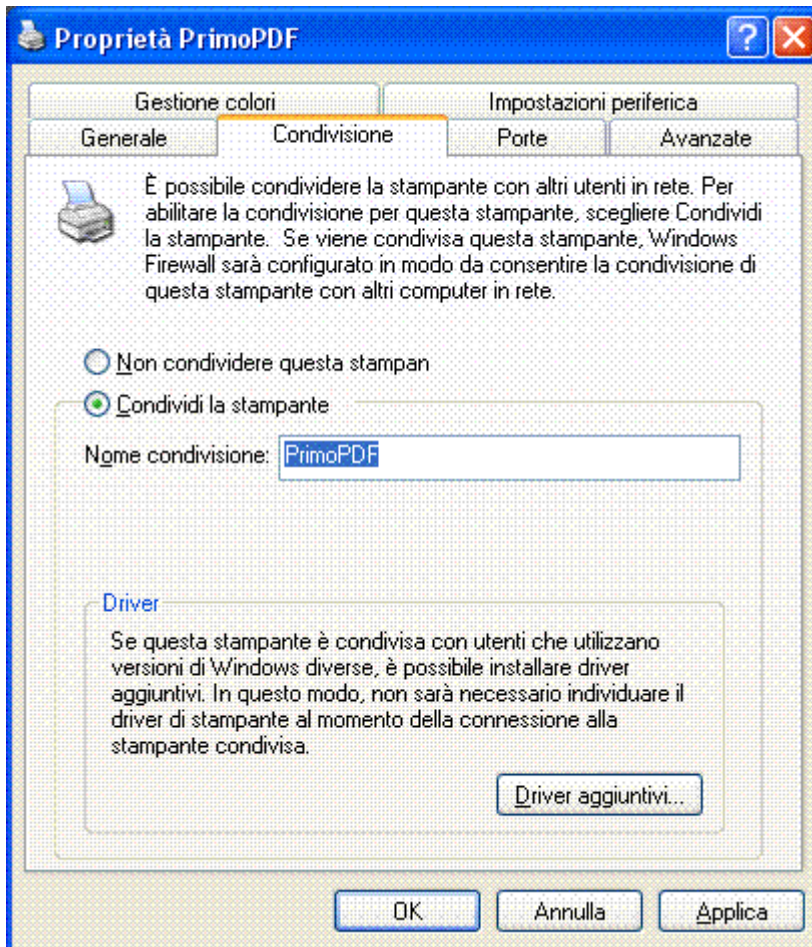 Proprietà PrimoPDF
Gestione colori
Impostazioni periferica
Generale
Condivisione
Porte
Avanzate
È possibile condividere la stampante con altri utenti in rete. Per
abilitare la condivisione per questa stampante, scegliere Condividi
la stampante. Se viene condivisa questa stampante, Windows
Firewall sarà configurato in modo da consentire la condivisione di
questa stampante con altri computer in rete.
Non condividere questa stampan
Condividi la stampante
Nome condivisione: PrimoPDF
Driver
Se questa stampante è condivisa con utenti che utilizzano
versioni di Windows diverse, è possibile installare driver
aggiuntivi. In questo modo, non sarà necessario individuare il
driver di stampante al momento della connessione alla
stampante condivisa.
Driver aggiuntivi...
OK
Annulla
Applica